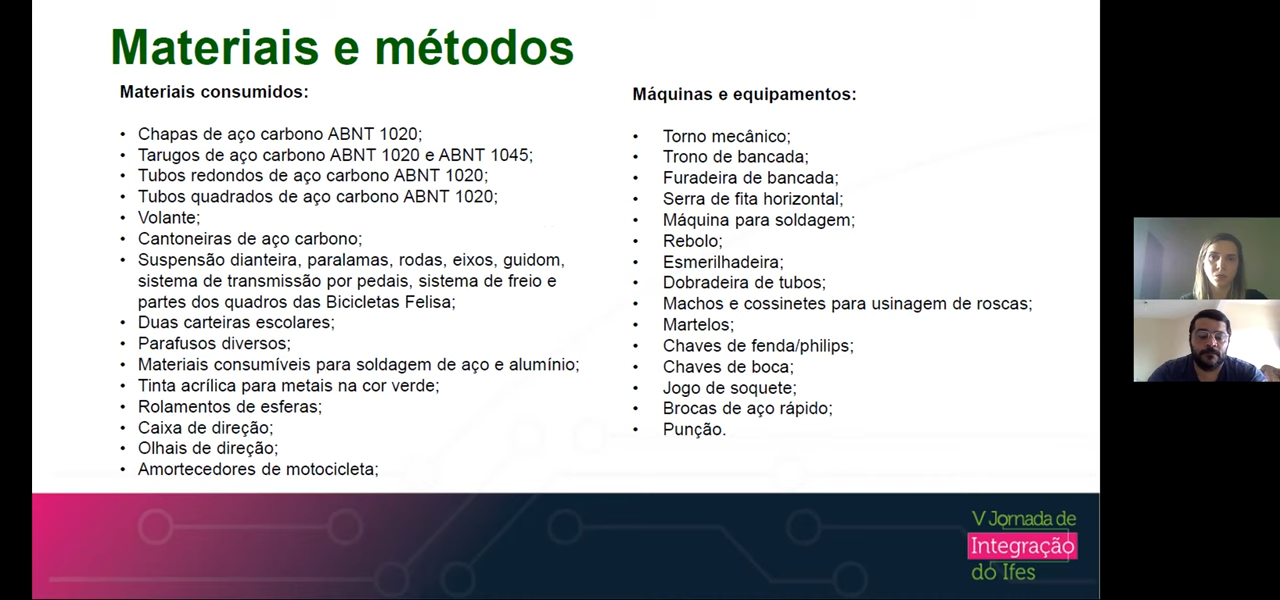 Materiais e métodos
Materiais consumidos:
• Chapas de aço carbono ABNT 1020;
• Tarugos de aço carbono ABNT 1020 e ABNT 1045;
• Tubos redondos de aço carbono ABNT 1020;
• Tubos quadrados de aço carbono ABNT 1020;
• Volante;
• Cantoneiras de aço carbono;
• Suspensão dianteira, paralamas, rodas, eixos, guidom,
sistema de transmissão por pedais, sistema de freio e
partes dos quadros das Bicicletas Felisa;
• Duas carteiras escolares;
• Parafusos diversos;
• Materiais consumíveis para soldagem de aço e alumínio;
• Tinta acrílica para metais na cor verde;
• Rolamentos de esferas;
• Caixa de direção;
• Olhais de direção;
• Amortecedores de motocicleta;
Máquinas e equipamentos:
• Torno mecânico;
• Trono de bancada;
• Furadeira de bancada;
• Serra de fita horizontal;
• Máquina para soldagem;
• Rebolo;
• Esmerilhadeira;
• Dobradeira de tubos;
• Machos e cossinetes para usinagem de roscas;
• Martelos;
• Chaves de fenda/philips;
• Chaves de boca;
• Jogo de soquete;
• Brocas de aço rápido;
• Punção.
V Jornada de
Integração
do Ifes